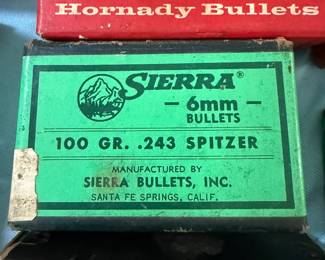 Hornady Bullets
SIERRA®
6mm
BULLETS
100 GR. .243 SPITZER
MANUFACTURED BY
SIERRA BULLETS, INC.
SANTA FE SPRINGS, CALIF.